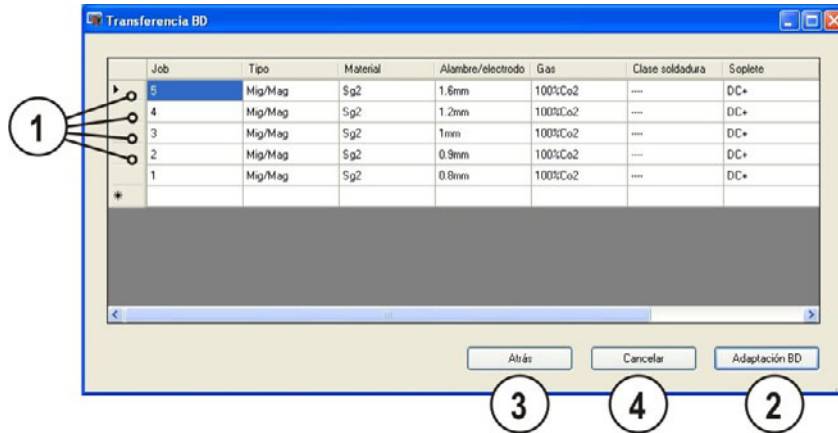 Transferencia BD
Job Tipo Material Alambre/electrodo Gas Clase soldadura Soplete
5 Mig/Mag Sg2 1.6mm 100%Co2 ---- DC+
4 Mig/Mag Sg2 1.2mm 100%Co2 ---- DC+
3 Mig/Mag Sg2 1mm 100%Co2 ---- DC+
2 Mig/Mag Sg2 0.9mm 100%Co2 ---- DC+
1 Mig/Mag Sg2 0.8mm 100%Co2 ---- DC+
1
Atrás Cancelar Adaptación BD
3 4 2